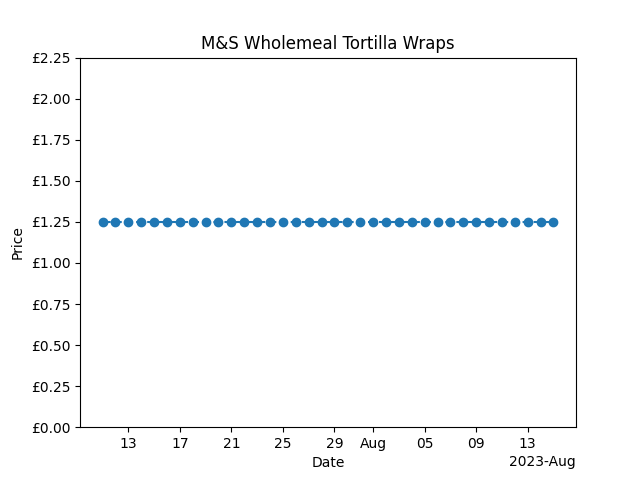 M&S Wholemeal Tortilla Wraps
£2.25
£2.00
£1.75
£1.50
£1.25
£1.00
£0.75
£0.50
£0.25
£0.00
Price
13 17 21 25 29 Aug 05 09 13
2023-Aug
Date